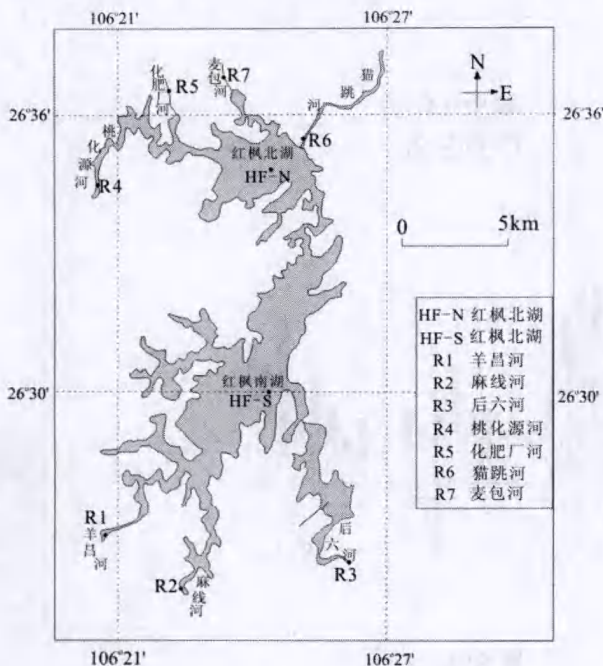 106°21′ 106°27′
26°36′ 26°36′
化肥厂河
R5
麦包河
R7
猫跳河
R6
N
E
桃化源河
R4
红枫北湖
HF-N
0 5km
HF-N 红枫北湖
HF-S 红枫北湖
R1 羊昌河
R2 麻线河
R3 后六河
R4 桃化源河
R5 化肥厂河
R6 猫跳河
R7 麦包河
红枫南湖
HF-S
26°30′ 26°30′
R1
羊昌河
R2
麻线河
后六河
R3
106°21′ 106°27′